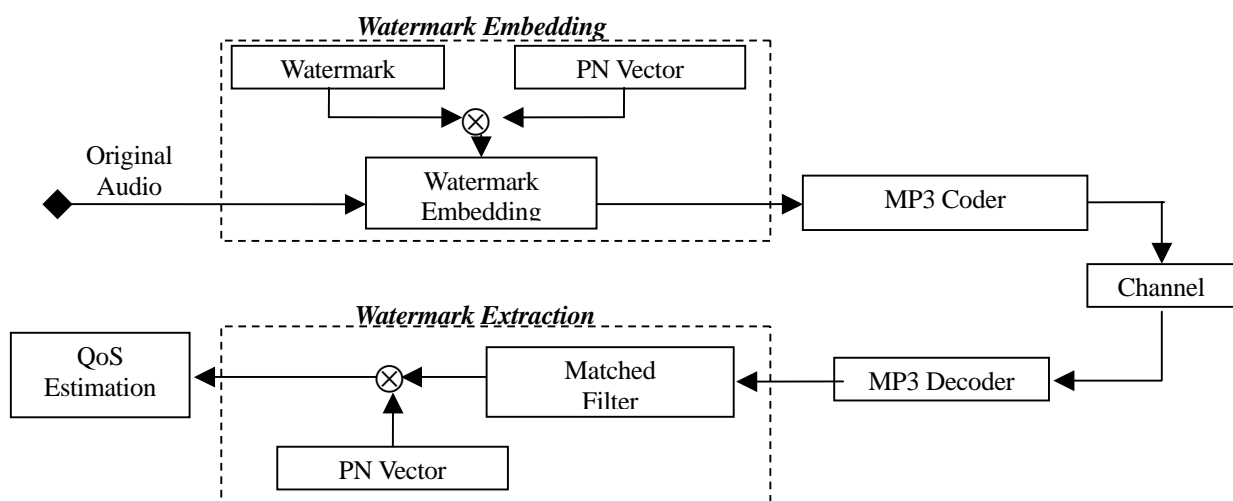 Watermark Embedding
Watermark
PN Vector
Original
Audio
Watermark
Embedding
MP3 Coder
Channel
Watermark Extraction
QoS
Estimation
Matched
Filter
MP3 Decoder
PN Vector